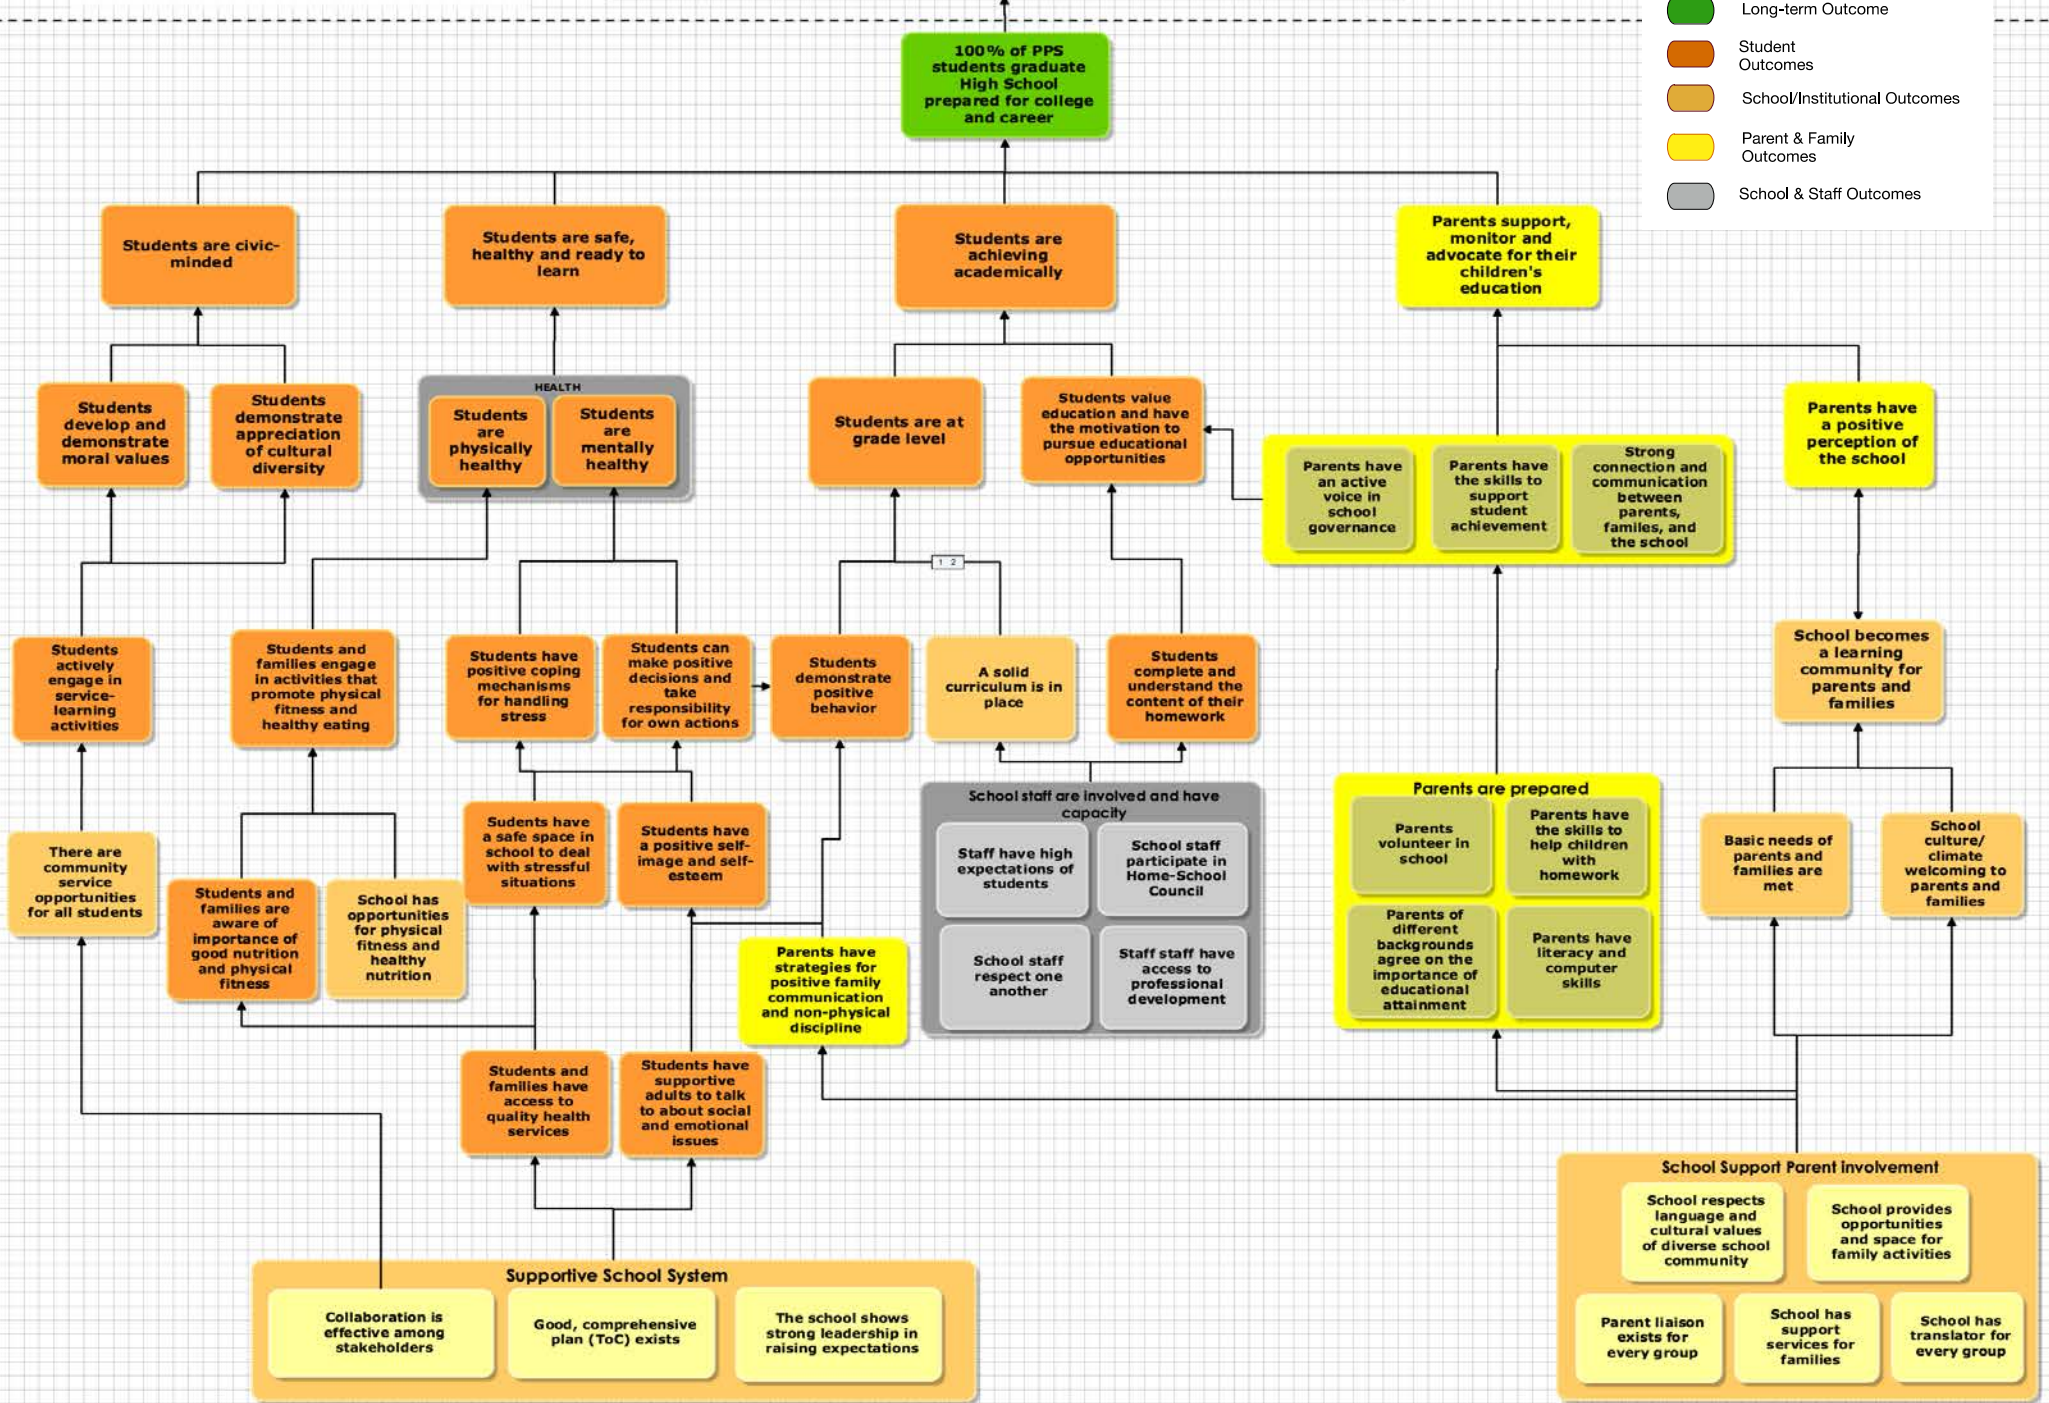 Long-term Outcome
Student
Outcomes
School/Institutional Outcomes
Parent & Family
Outcomes
School & Staff Outcomes
100% of PPS
students graduate
High School
prepared for college
and career
Students are civic-
minded
Students are safe,
healthy and ready to
learn
Students are
achieving
academically
Parents support,
monitor and
advocate for their
children's
education
Students
develop and
demonstrate
moral values
Students
demonstrate
appreciation
of cultural
diversity
HEALTH
Students
are
physically
healthy
Students
are
mentally
healthy
Students are at
grade level
Students value
education and have
the motivation to
pursue educational
opportunities
Parents have
an active
voice in
school
governance
Parents have
the skills to
support
student
achievement
Strong
connection and
communication
between
parents,
familes, and
the school
Parents have
a positive
perception of
the school
1 2
Students
actively
engage in
service-
learning
activities
Students and
families engage
in activities that
promote physical
fitness and
healthy eating
Students have
positive coping
mechanisms
for handling
stress
Students can
make positive
decisions and
take
responsibility
for own actions
Students
demonstrate
positive
behavior
A solid
curriculum is in
place
Students
complete and
understand the
content of their
homework
School becomes
a learning
community for
parents and
families
There are
community
service
opportunities
for all students
Students and
families are
aware of
importance of
good nutrition
and physical
fitness
School has
opportunities
for physical
fitness and
healthy
nutrition
Sudents have
a safe space in
school to deal
with stressful
situations
Students have
a positive self-
image and self-
esteem
Parents have
strategies for
positive family
communication
and non-physical
discipline
School staff are involved and have
capacity
Staff have high
expectations of
students
School staff
participate in
Home-School
Council
School staff
respect one
another
Staff staff have
access to
professional
development
Parents are prepared
Parents
volunteer in
school
Parents have
the skills to
help children
with
homework
Parents of
different
backgrounds
agree on the
importance of
educational
attainment
Parents have
literacy and
computer
skills
Basic needs of
parents and
families are
met
School
culture/
climate
welcoming to
parents and
families
Students and
families have
access to
quality health
services
Students have
supportive
adults to talk
to about social
and emotional
issues
Supportive School System
Collaboration is
effective among
stakeholders
Good, comprehensive
plan (ToC) exists
The school shows
strong leadership in
raising expectations
School Support Parent involvement
School respects
language and
cultural values
of diverse school
community
School provides
opportunities
and space for
family activities
Parent liaison
exists for
every group
School has
support
services for
families
School has
translator for
every group